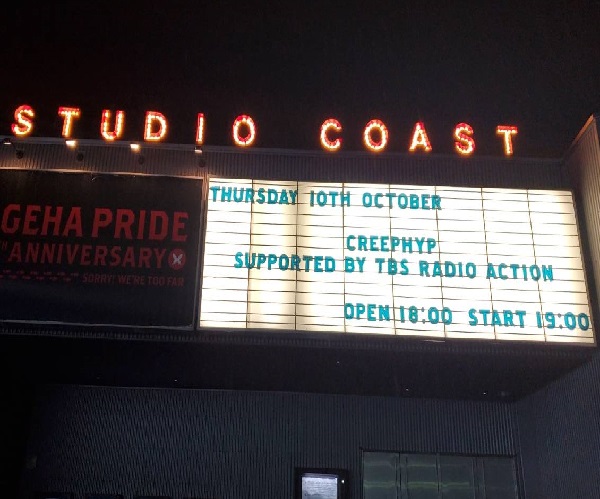 STUDIO COAST
THURSDAY 10TH OCTOBER
CREEPHYP
SUPPORTED BY TBS RADIO ACTION
OPEN 18:00 START 19:00
GEHA PRIDE
ANNIVERSARY
SORRY! WE'RE TOO FAR